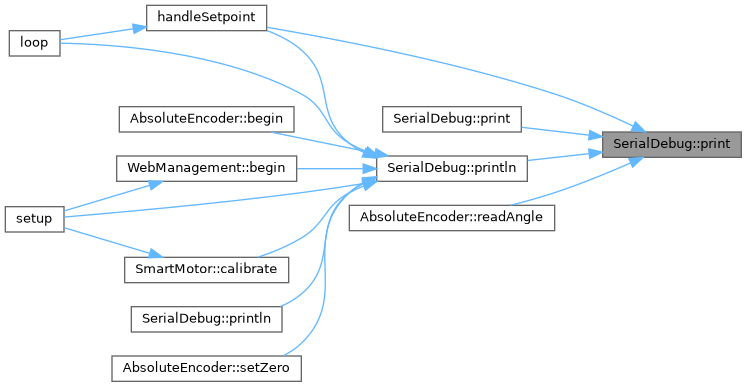 handleSetpoint
loop
AbsoluteEncoder::begin
SerialDebug::print
SerialDebug::print
WebManagement::begin
SerialDebug::println
setup
AbsoluteEncoder::readAngle
SmartMotor::calibrate
SerialDebug::println
AbsoluteEncoder::setZero